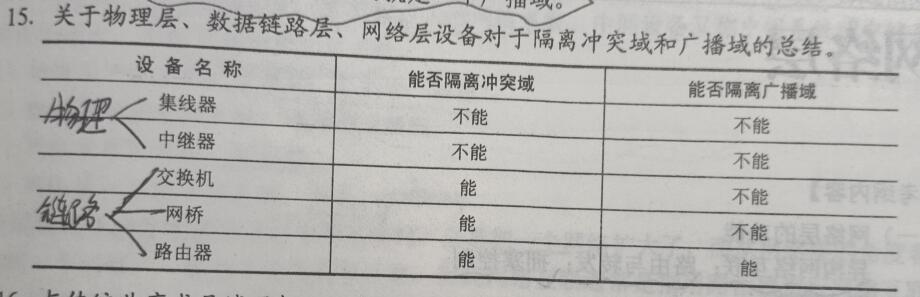 广播域。
15. 关于物理层、数据链路层、网络层设备对于隔离冲突域和广播域的总结。
设备名称 能否隔离冲突域 能否隔离广播域
物理 集线器 不能 不能
中继器 不能 不能
交换机 能 不能
链路 网桥 能 不能
路由器 能 能